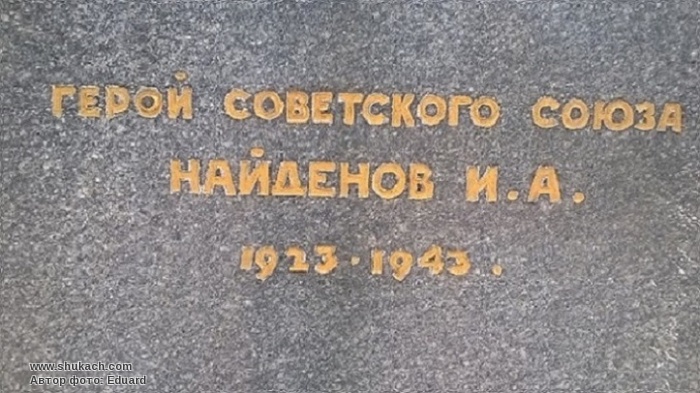 ГЕРОЙ СОВЕТСКОГО СОЮЗА
НАЙДЕНОВ И.А.
1923·1943.
www.shukach.com
Автор фото: Eduard